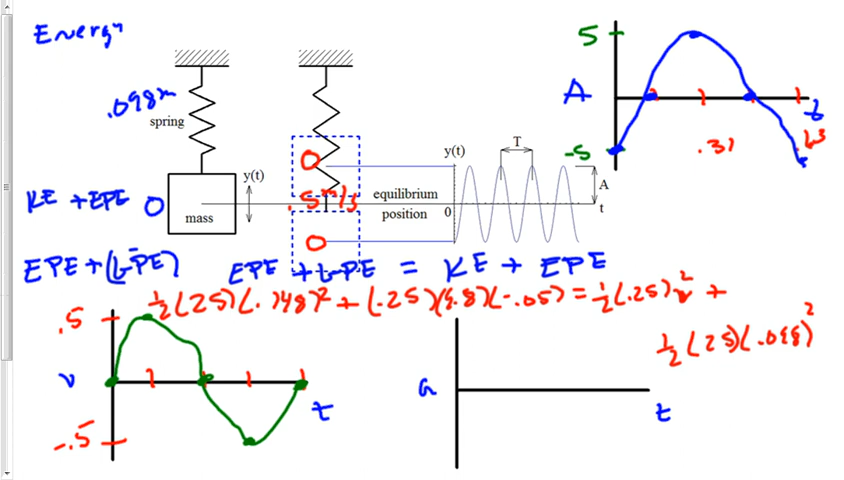 Energy
5
A
-5
t
.31
.63
.098m
spring
y(t)
mass
KE + EPE 0
0
.5 m/s
0
equilibrium
position
y(t)
T
A
0
t
EPE + (-GPE)
EPE + GPE = KE + EPE
½(25)(.148)² + (.25)(9.8)(-.05) = ½(.25)v² +
½(25)(.098)²
.5
v
-.5
t
a
t